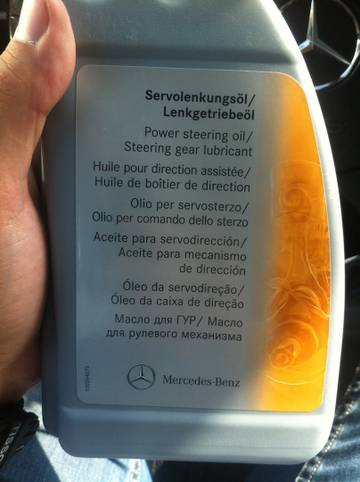 Servolenkungsöl/
Lenkgetriebeöl
Power steering oil/
Steering gear lubricant
Huile pour direction assistée/
Huile de boîtier de direction
Olio per servosterzo/
Olio per comando dello sterzo
Aceite para servodirección/
Aceite para mecanismo
de dirección
Óleo da servodireção/
Óleo da caixa de direção
Масло для ГУР/ Масло
для рулевого механизма
Mercedes-Benz